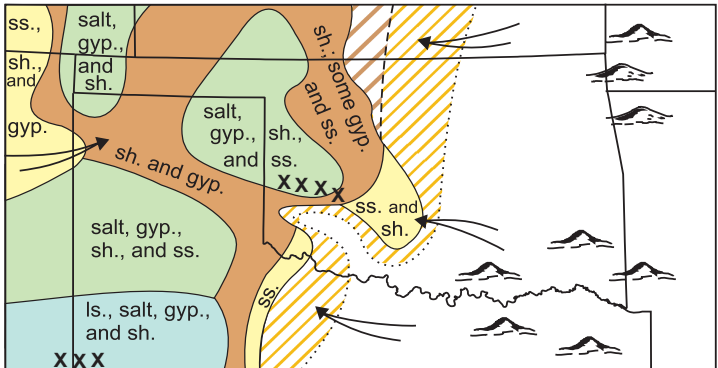 ss.,
sh.,
and
gyp.
salt,
gyp.,
and
sh.
sh., some gyp.
and ss.
salt,
gyp., sh.,
and ss.
X X X X
sh. and gyp.
ss. and
sh.
salt, gyp.,
sh., and ss.
ss.
ls., salt, gyp.,
and sh.
X X X